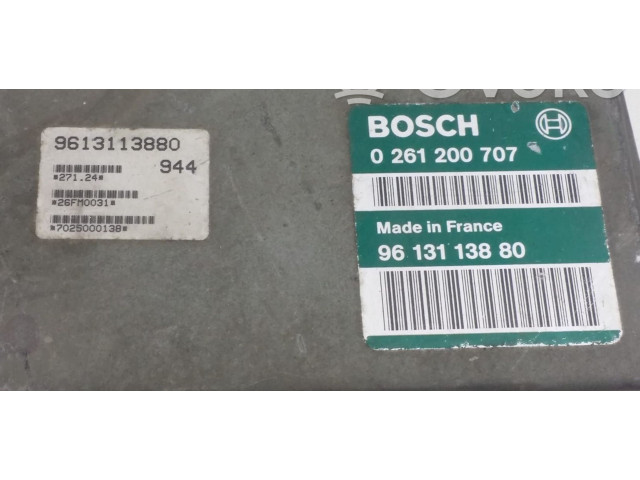 9613113880
944
*271.24*
*26FM0031*
*7025000138*
BOSCH
0 261 200 707
Made in France
96 131 138 80